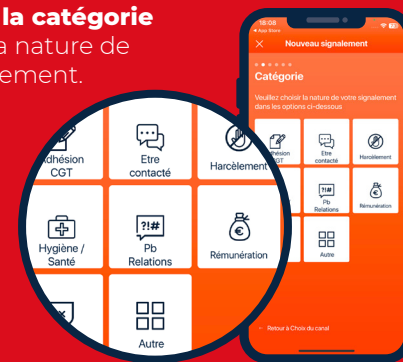 la catégorie
a nature de
ement.
18:08
App Store
Nouveau signalement
Catégorie
Veuillez choisir la nature de votre signalement
dans les options ci-dessous
dhésion
CGT
Etre
contacté
Harcèlement
Hygiène /
Santé
?!#
Pb
Relations
Rémunération
Autre
dhésion
CGT
Etre
contacté
Harcèlement
?!#
Pb
Relations
Rémunération
Autre
Retour à Choix du canal